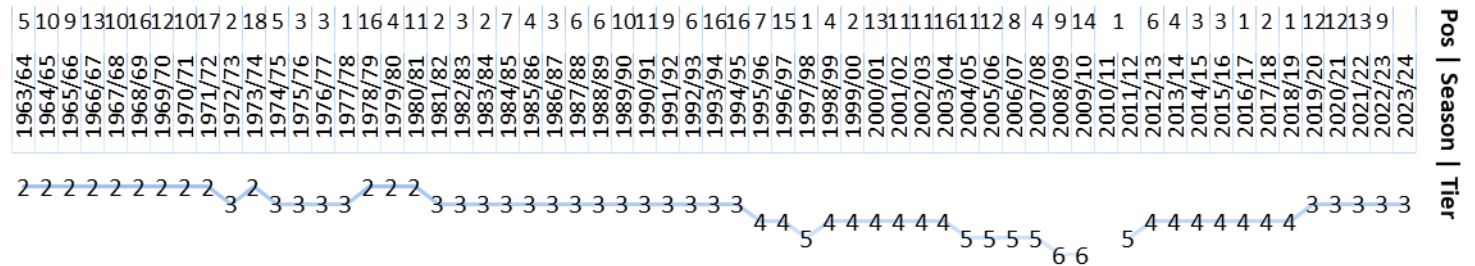 5 10 9 13 10 16 12 10 17 2 18 5 3 3 1 16 4 11 2 3 2 7 4 3 6 6 10 11 9 6 16 16 7 15 1 4 2 13 11 11 16 11 12 8 4 9 14 1 6 4 3 3 1 2 1 12 12 13 9
1963/64 1964/65 1965/66 1966/67 1967/68 1968/69 1969/70 1970/71 1971/72 1972/73 1973/74 1974/75 1975/76 1976/77 1977/78 1978/79 1979/80 1980/81 1981/82 1982/83 1983/84 1984/85 1985/86 1986/87 1987/88 1988/89 1989/90 1990/91 1991/92 1992/93 1993/94 1994/95 1995/96 1996/97 1997/98 1998/99 1999/00 2000/01 2001/02 2002/03 2003/04 2004/05 2005/06 2006/07 2007/08 2008/09 2009/10 2010/11 2011/12 2012/13 2013/14 2014/15 2015/16 2016/17 2017/18 2018/19 2019/20 2020/21 2021/22 2022/23 2023/24
2 2 2 2 2 2 2 2 2 3 2 3 3 3 3 2 2 2 3 3 3 3 3 3 3 3 3 3 3 3 3 3 4 4 5 4 4 4 4 4 4 5 5 5 5 6 6 5 4 4 4 4 4 4 4 3 3 3 3 3
Pos | Season | Tier